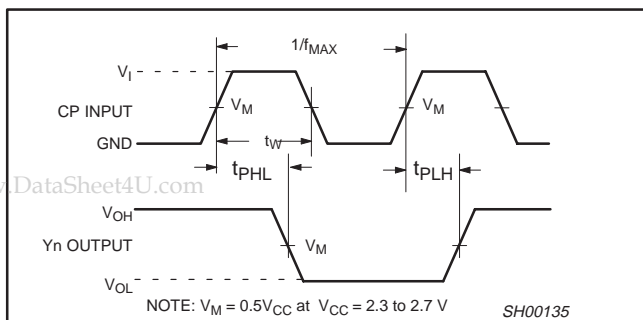 1/fMAX
VI
CP INPUT
VM
VM
GND
tW
tPHL
tPLH
w.DataSheet4U.com
VOH
Yn OUTPUT
VM
VOL
NOTE: VM = 0.5VCC at VCC = 2.3 to 2.7 V
SH00135